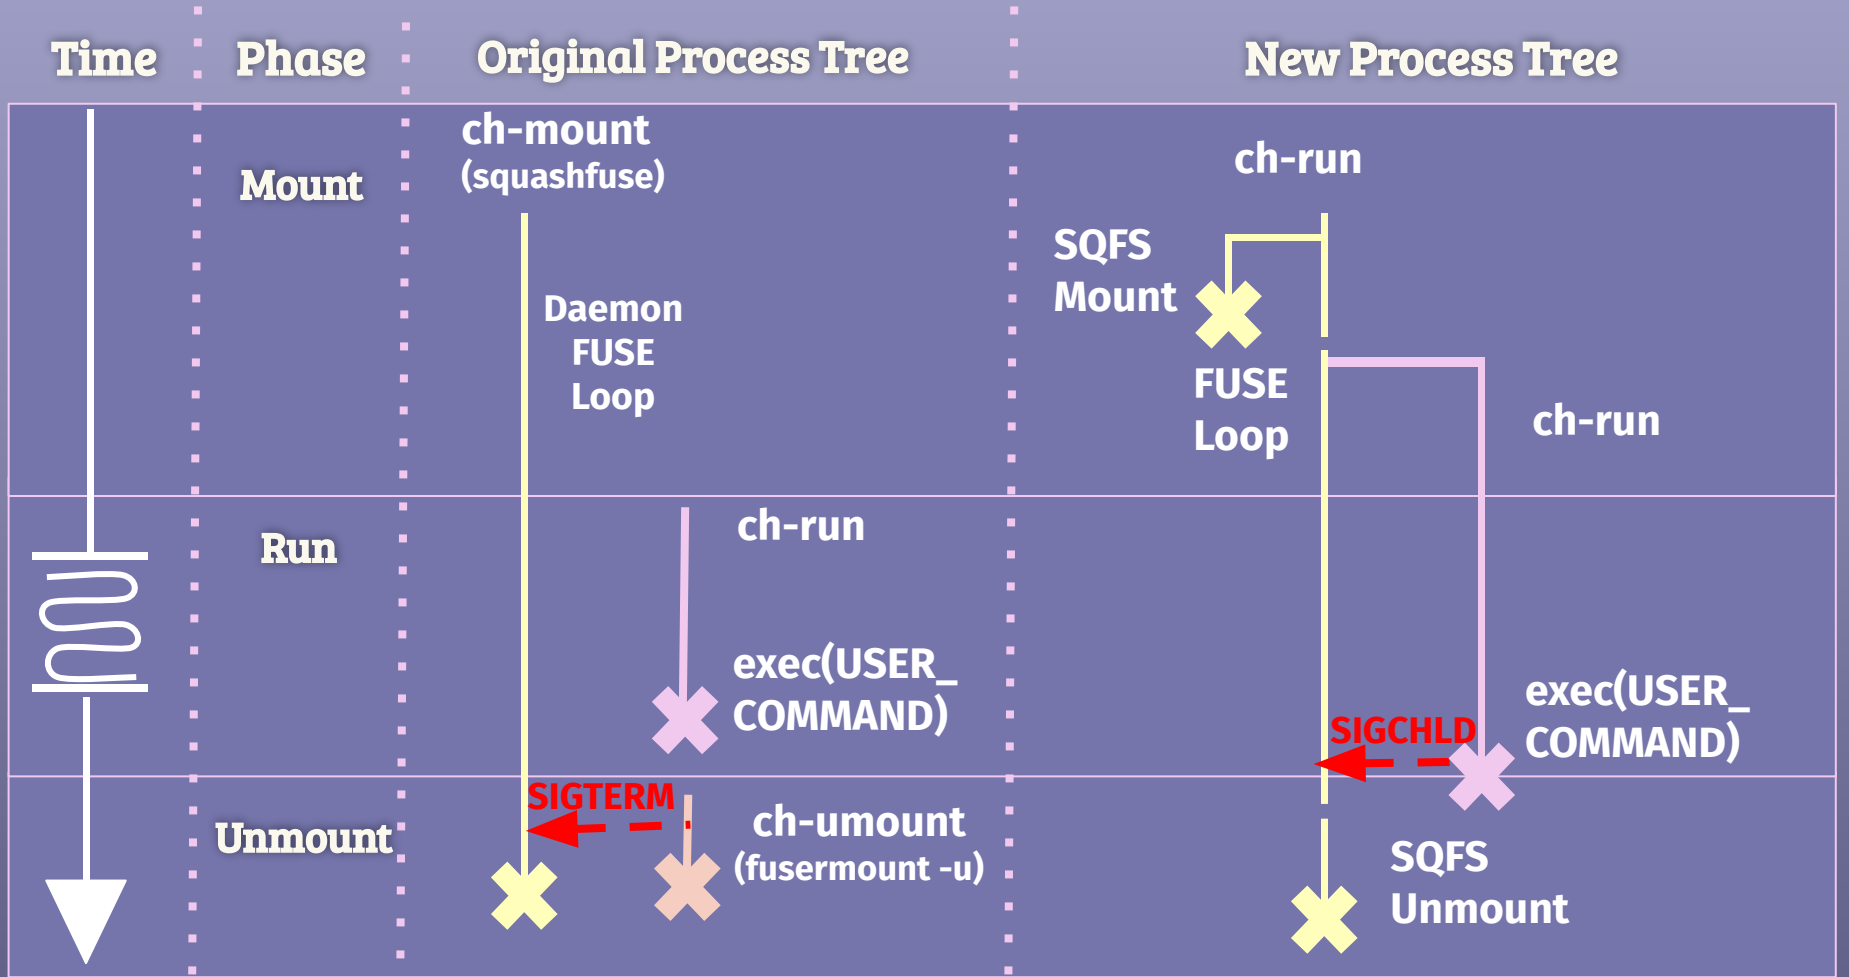 Time
Phase
Original Process Tree
New Process Tree
Mount
ch-mount
(squashfuse)
Daemon
FUSE
Loop
ch-run
SQFS
Mount
FUSE
Loop
ch-run
Run
ch-run
exec(USER_
COMMAND)
SIGCHLD
exec(USER_
COMMAND)
Unmount
SIGTERM
ch-umount
(fusermount -u)
SQFS
Unmount